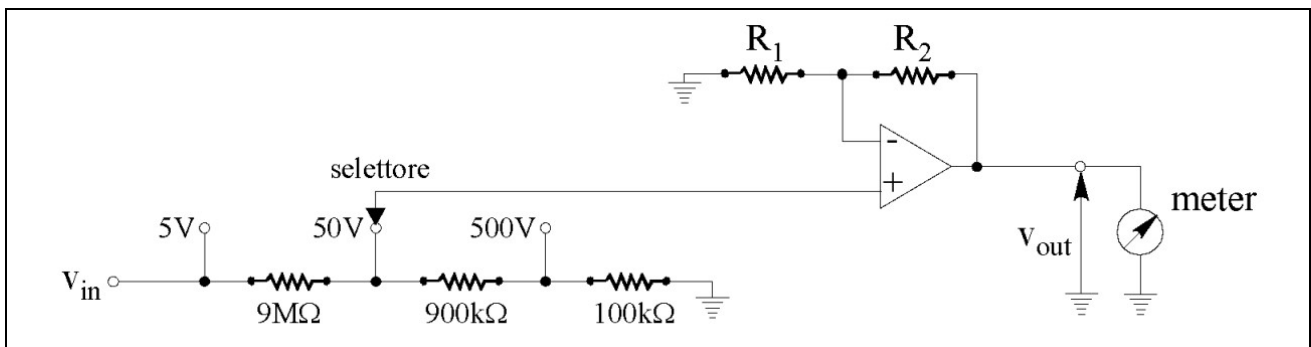 R1 R2
-
+
selettore
5V 50V 500V
meter
vin
vout
9MΩ 900kΩ 100kΩ